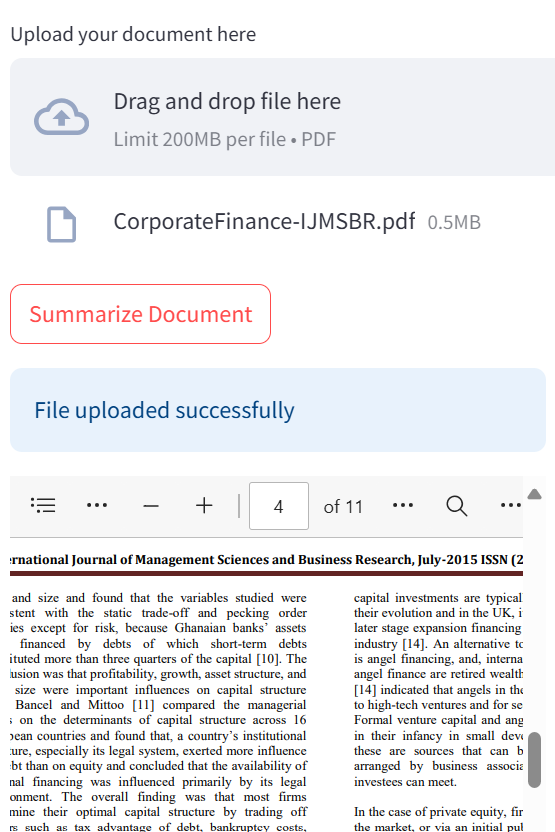 Upload your document here
Drag and drop file here
Limit 200MB per file • PDF
CorporateFinance-IJMSBR.pdf 0.5MB
Summarize Document
File uploaded successfully
4 of 11
ernational Journal of Management Sciences and Business Research, July-2015 ISSN (2
and size and found that the variables studied were
stent with the static trade-off and pecking order
ies except for risk, because Ghanaian banks' assets
financed by debts of which short-term debts
ituted more than three quarters of the capital [10]. The
lusion was that profitability, growth, asset structure, and
size were important influences on capital structure
Bancel and Mittoo [11] compared the managerial
s on the determinants of capital structure across 16
pean countries and found that, a country's institutional
ture, especially its legal system, exerted more influence
bt than on equity and concluded that the availability of
nal financing was influenced primarily by its legal
onment. The overall finding was that most firms
mine their optimal capital structure by trading off
rs such as tax advantage of debt, bankruptcy costs,
capital investments are typical
their evolution and in the UK, i
later stage expansion financing
industry [14]. An alternative to
is angel financing, and, interna
angel finance are retired wealth
[14] indicated that angels in the
to high-tech ventures and for se
Formal venture capital and ang
in their infancy in small deve
these are sources that can b
arranged by business associa
investees can meet.
In the case of private equity, fir
the market, or via an initial pub